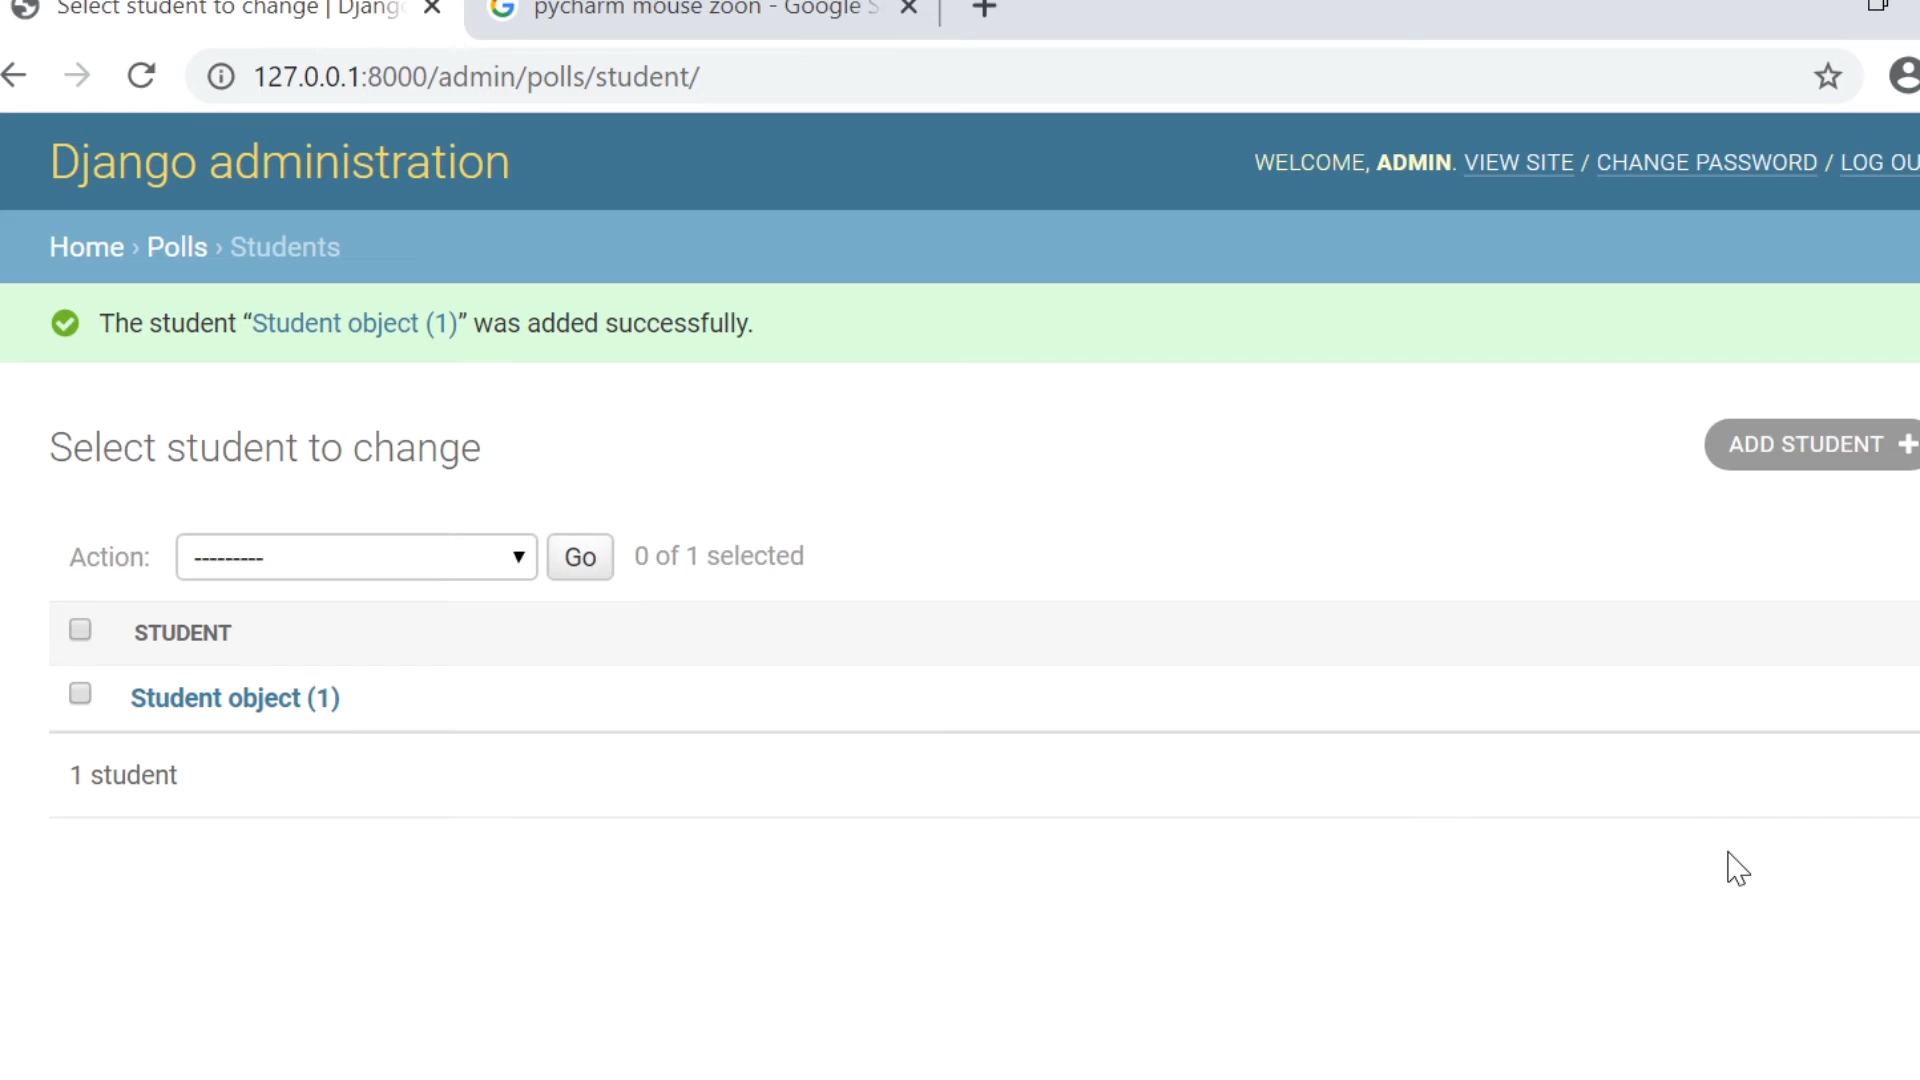 Select student to change | Django
pycharm mouse zoon - Google S
127.0.0.1:8000/admin/polls/student/
Django administration
WELCOME, ADMIN. VIEW SITE / CHANGE PASSWORD / LOG OU
Home › Polls › Students
The student “Student object (1)” was added successfully.
Select student to change
ADD STUDENT +
Action: --------- Go 0 of 1 selected
STUDENT
Student object (1)
1 student